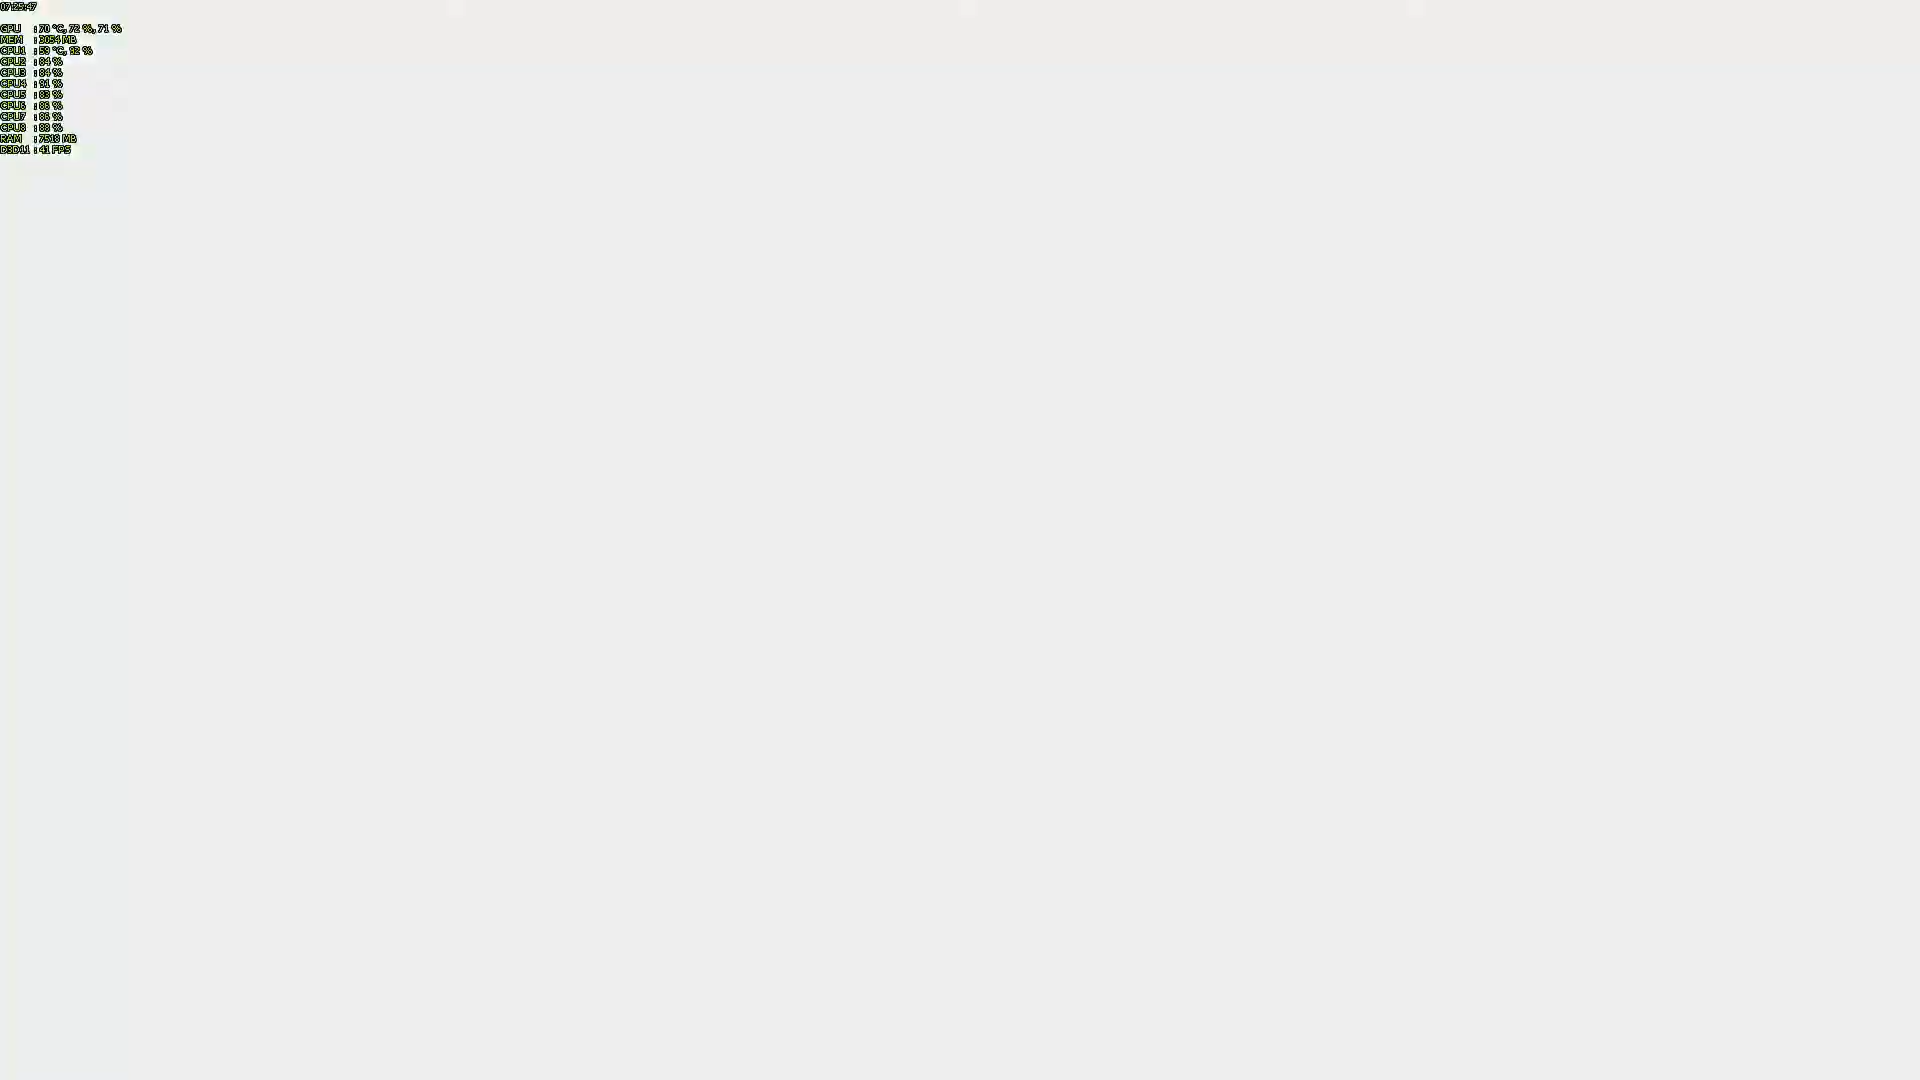 07:25:47
GPU : 70 °C, 72 %, 71 %
MEM : 3054 MB
CPU1 : 59 °C, 92 %
CPU2 : 84 %
CPU3 : 84 %
CPU4 : 91 %
CPU5 : 83 %
CPU6 : 86 %
CPU7 : 86 %
CPU8 : 88 %
RAM : 7518 MB
D3D11 : 41 FPS